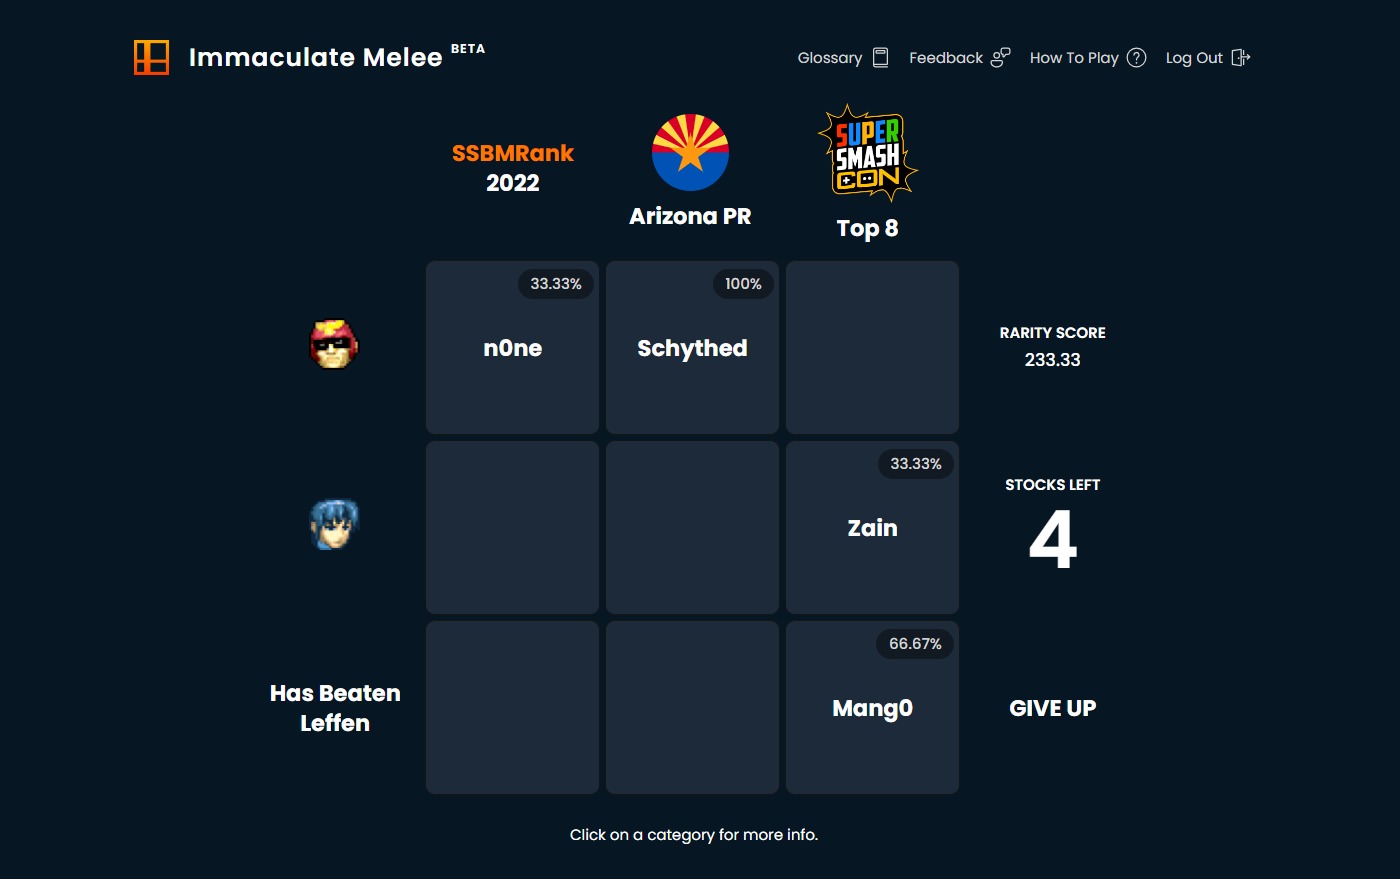 Immaculate Melee BETA
Glossary
Feedback
How To Play
Log Out
SSBMRank
2022
Arizona PR
SUPER
SMASH
CON
Top 8
33.33%
n0ne
100%
Schythed
RARITY SCORE
233.33
33.33%
Zain
STOCKS LEFT
4
Has Beaten
Leffen
66.67%
Mang0
GIVE UP
Click on a category for more info.